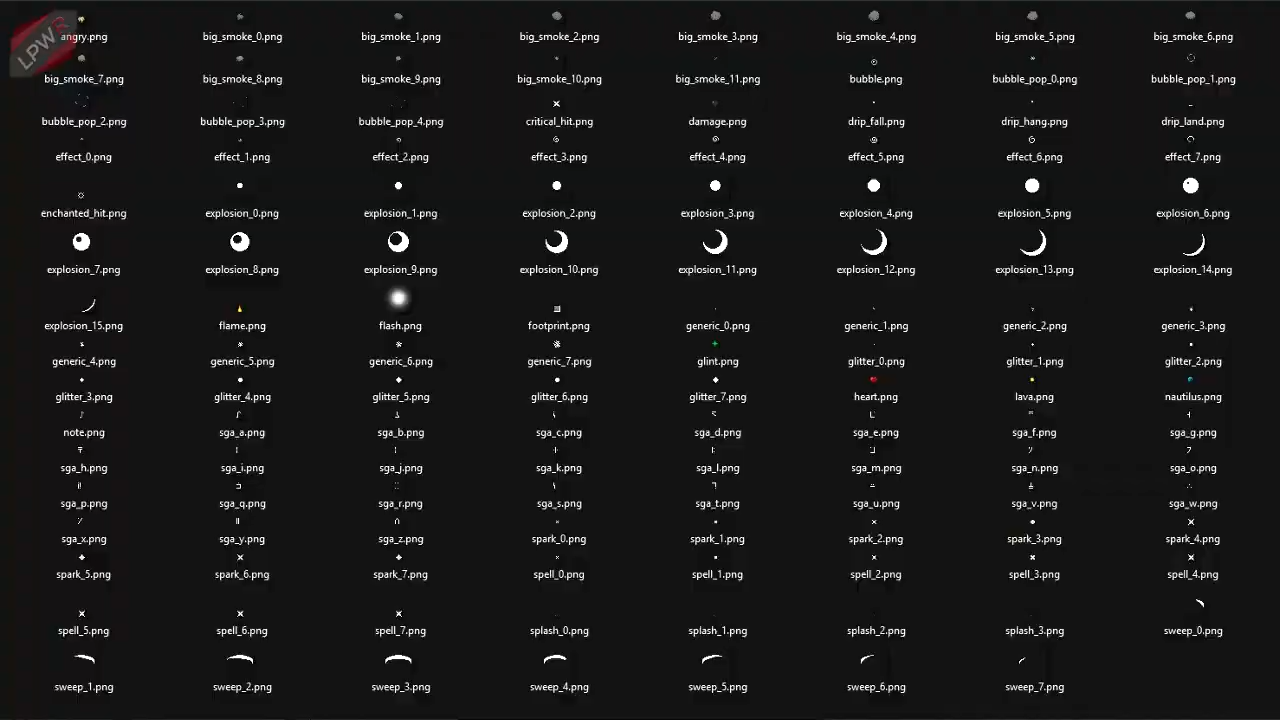 LPW3
angry.png big_smoke_0.png big_smoke_1.png big_smoke_2.png big_smoke_3.png big_smoke_4.png big_smoke_5.png big_smoke_6.png
big_smoke_7.png big_smoke_8.png big_smoke_9.png big_smoke_10.png big_smoke_11.png bubble.png bubble_pop_0.png bubble_pop_1.png
bubble_pop_2.png bubble_pop_3.png bubble_pop_4.png critical_hit.png damage.png drip_fall.png drip_hang.png drip_land.png
effect_0.png effect_1.png effect_2.png effect_3.png effect_4.png effect_5.png effect_6.png effect_7.png
enchanted_hit.png explosion_0.png explosion_1.png explosion_2.png explosion_3.png explosion_4.png explosion_5.png explosion_6.png
explosion_7.png explosion_8.png explosion_9.png explosion_10.png explosion_11.png explosion_12.png explosion_13.png explosion_14.png
explosion_15.png flame.png flash.png footprint.png generic_0.png generic_1.png generic_2.png generic_3.png
generic_4.png generic_5.png generic_6.png generic_7.png glint.png glitter_0.png glitter_1.png glitter_2.png
glitter_3.png glitter_4.png glitter_5.png glitter_6.png glitter_7.png heart.png lava.png nautilus.png
note.png sga_a.png sga_b.png sga_c.png sga_d.png sga_e.png sga_f.png sga_g.png
sga_h.png sga_i.png sga_j.png sga_k.png sga_l.png sga_m.png sga_n.png sga_o.png
sga_p.png sga_q.png sga_r.png sga_s.png sga_t.png sga_u.png sga_v.png sga_w.png
sga_x.png sga_y.png sga_z.png spark_0.png spark_1.png spark_2.png spark_3.png spark_4.png
spark_5.png spark_6.png spark_7.png spell_0.png spell_1.png spell_2.png spell_3.png spell_4.png
spell_5.png spell_6.png spell_7.png splash_0.png splash_1.png splash_2.png splash_3.png sweep_0.png
sweep_1.png sweep_2.png sweep_3.png sweep_4.png sweep_5.png sweep_6.png sweep_7.png